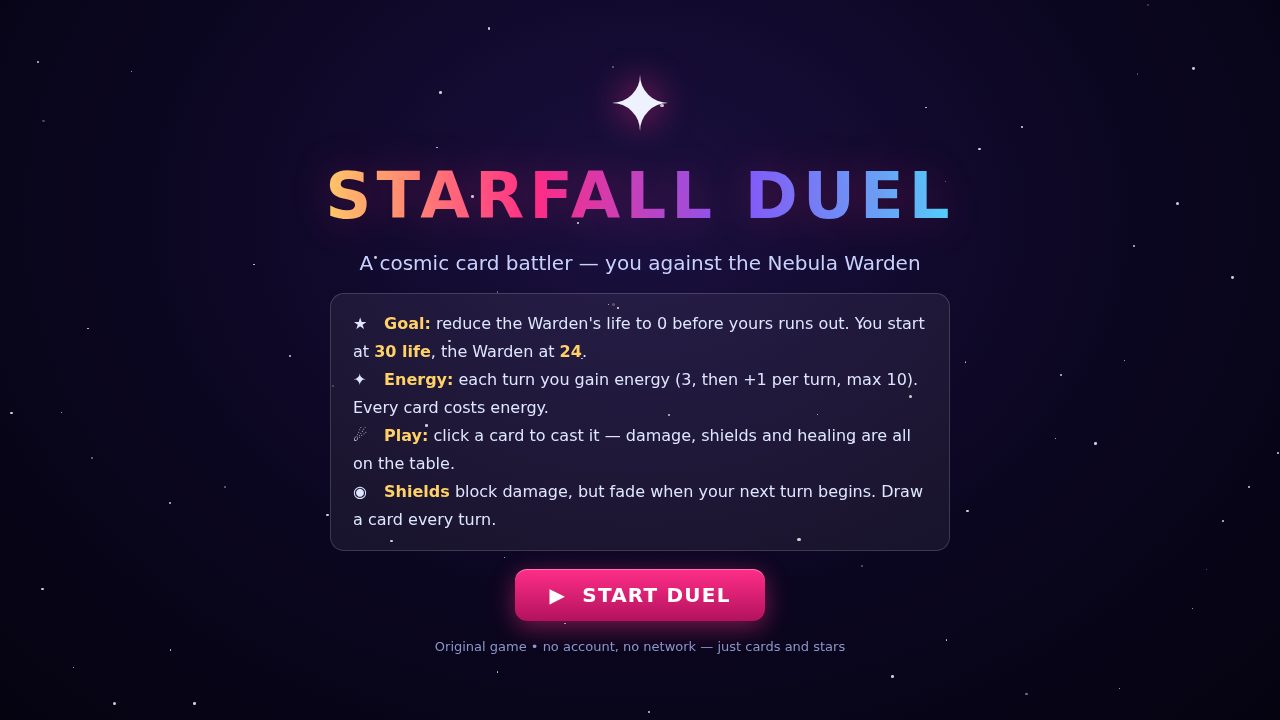 STARFALL DUEL
A cosmic card battler — you against the Nebula Warden
★ Goal: reduce the Warden's life to 0 before yours runs out. You start
at 30 life, the Warden at 24.
✦ Energy: each turn you gain energy (3, then +1 per turn, max 10).
Every card costs energy.
☄ Play: click a card to cast it — damage, shields and healing are all
on the table.
◉ Shields block damage, but fade when your next turn begins. Draw
a card every turn.
▶ START DUEL
Original game • no account, no network — just cards and stars